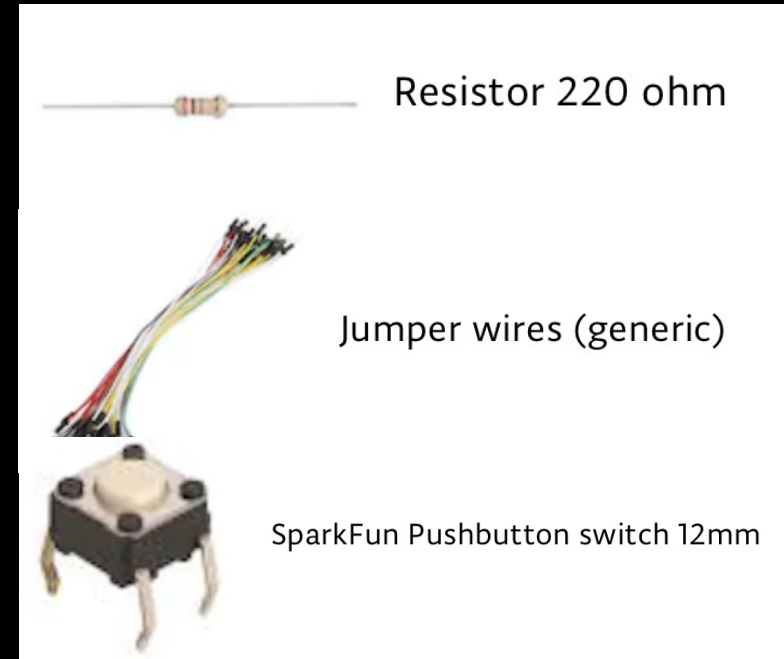 Resistor 220 ohm
Jumper wires (generic)
SparkFun Pushbutton switch 12mm